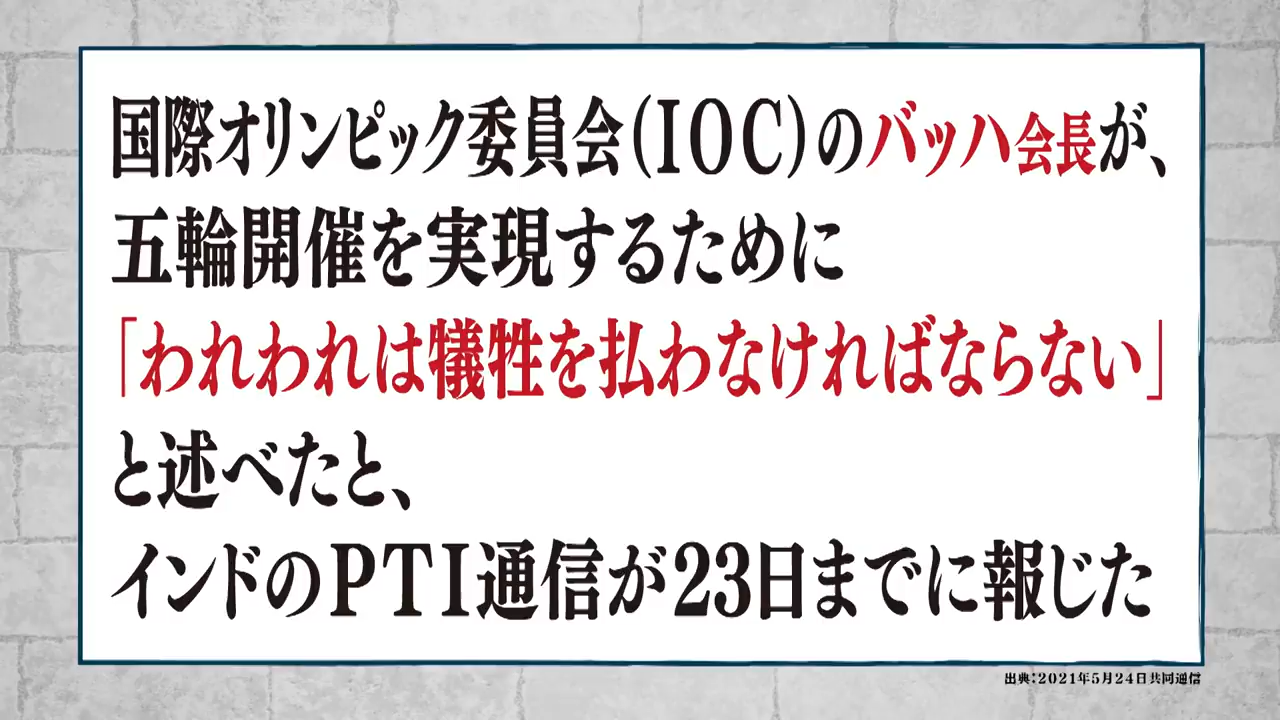 国際オリンピック委員会(IOC)のバッハ会長が、
五輪開催を実現するために
「われわれは犠牲を払わなければならない」
と述べたと、
インドのPTI通信が23日までに報じた
出典:2021年5月24日共同通信